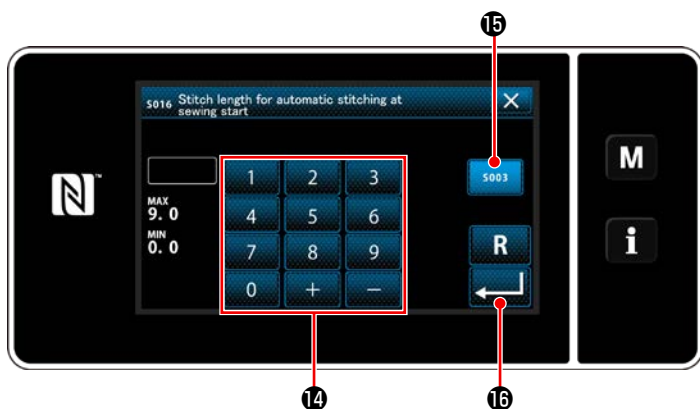 ⓯
S016 Stitch length for automatic stitching at
sewing start
X
1 2 3
S003
M
N
™
MAX
9. 0
4 5 6
MIN
0. 0
7 8 9
R
i
0 + −
⓮
⓰